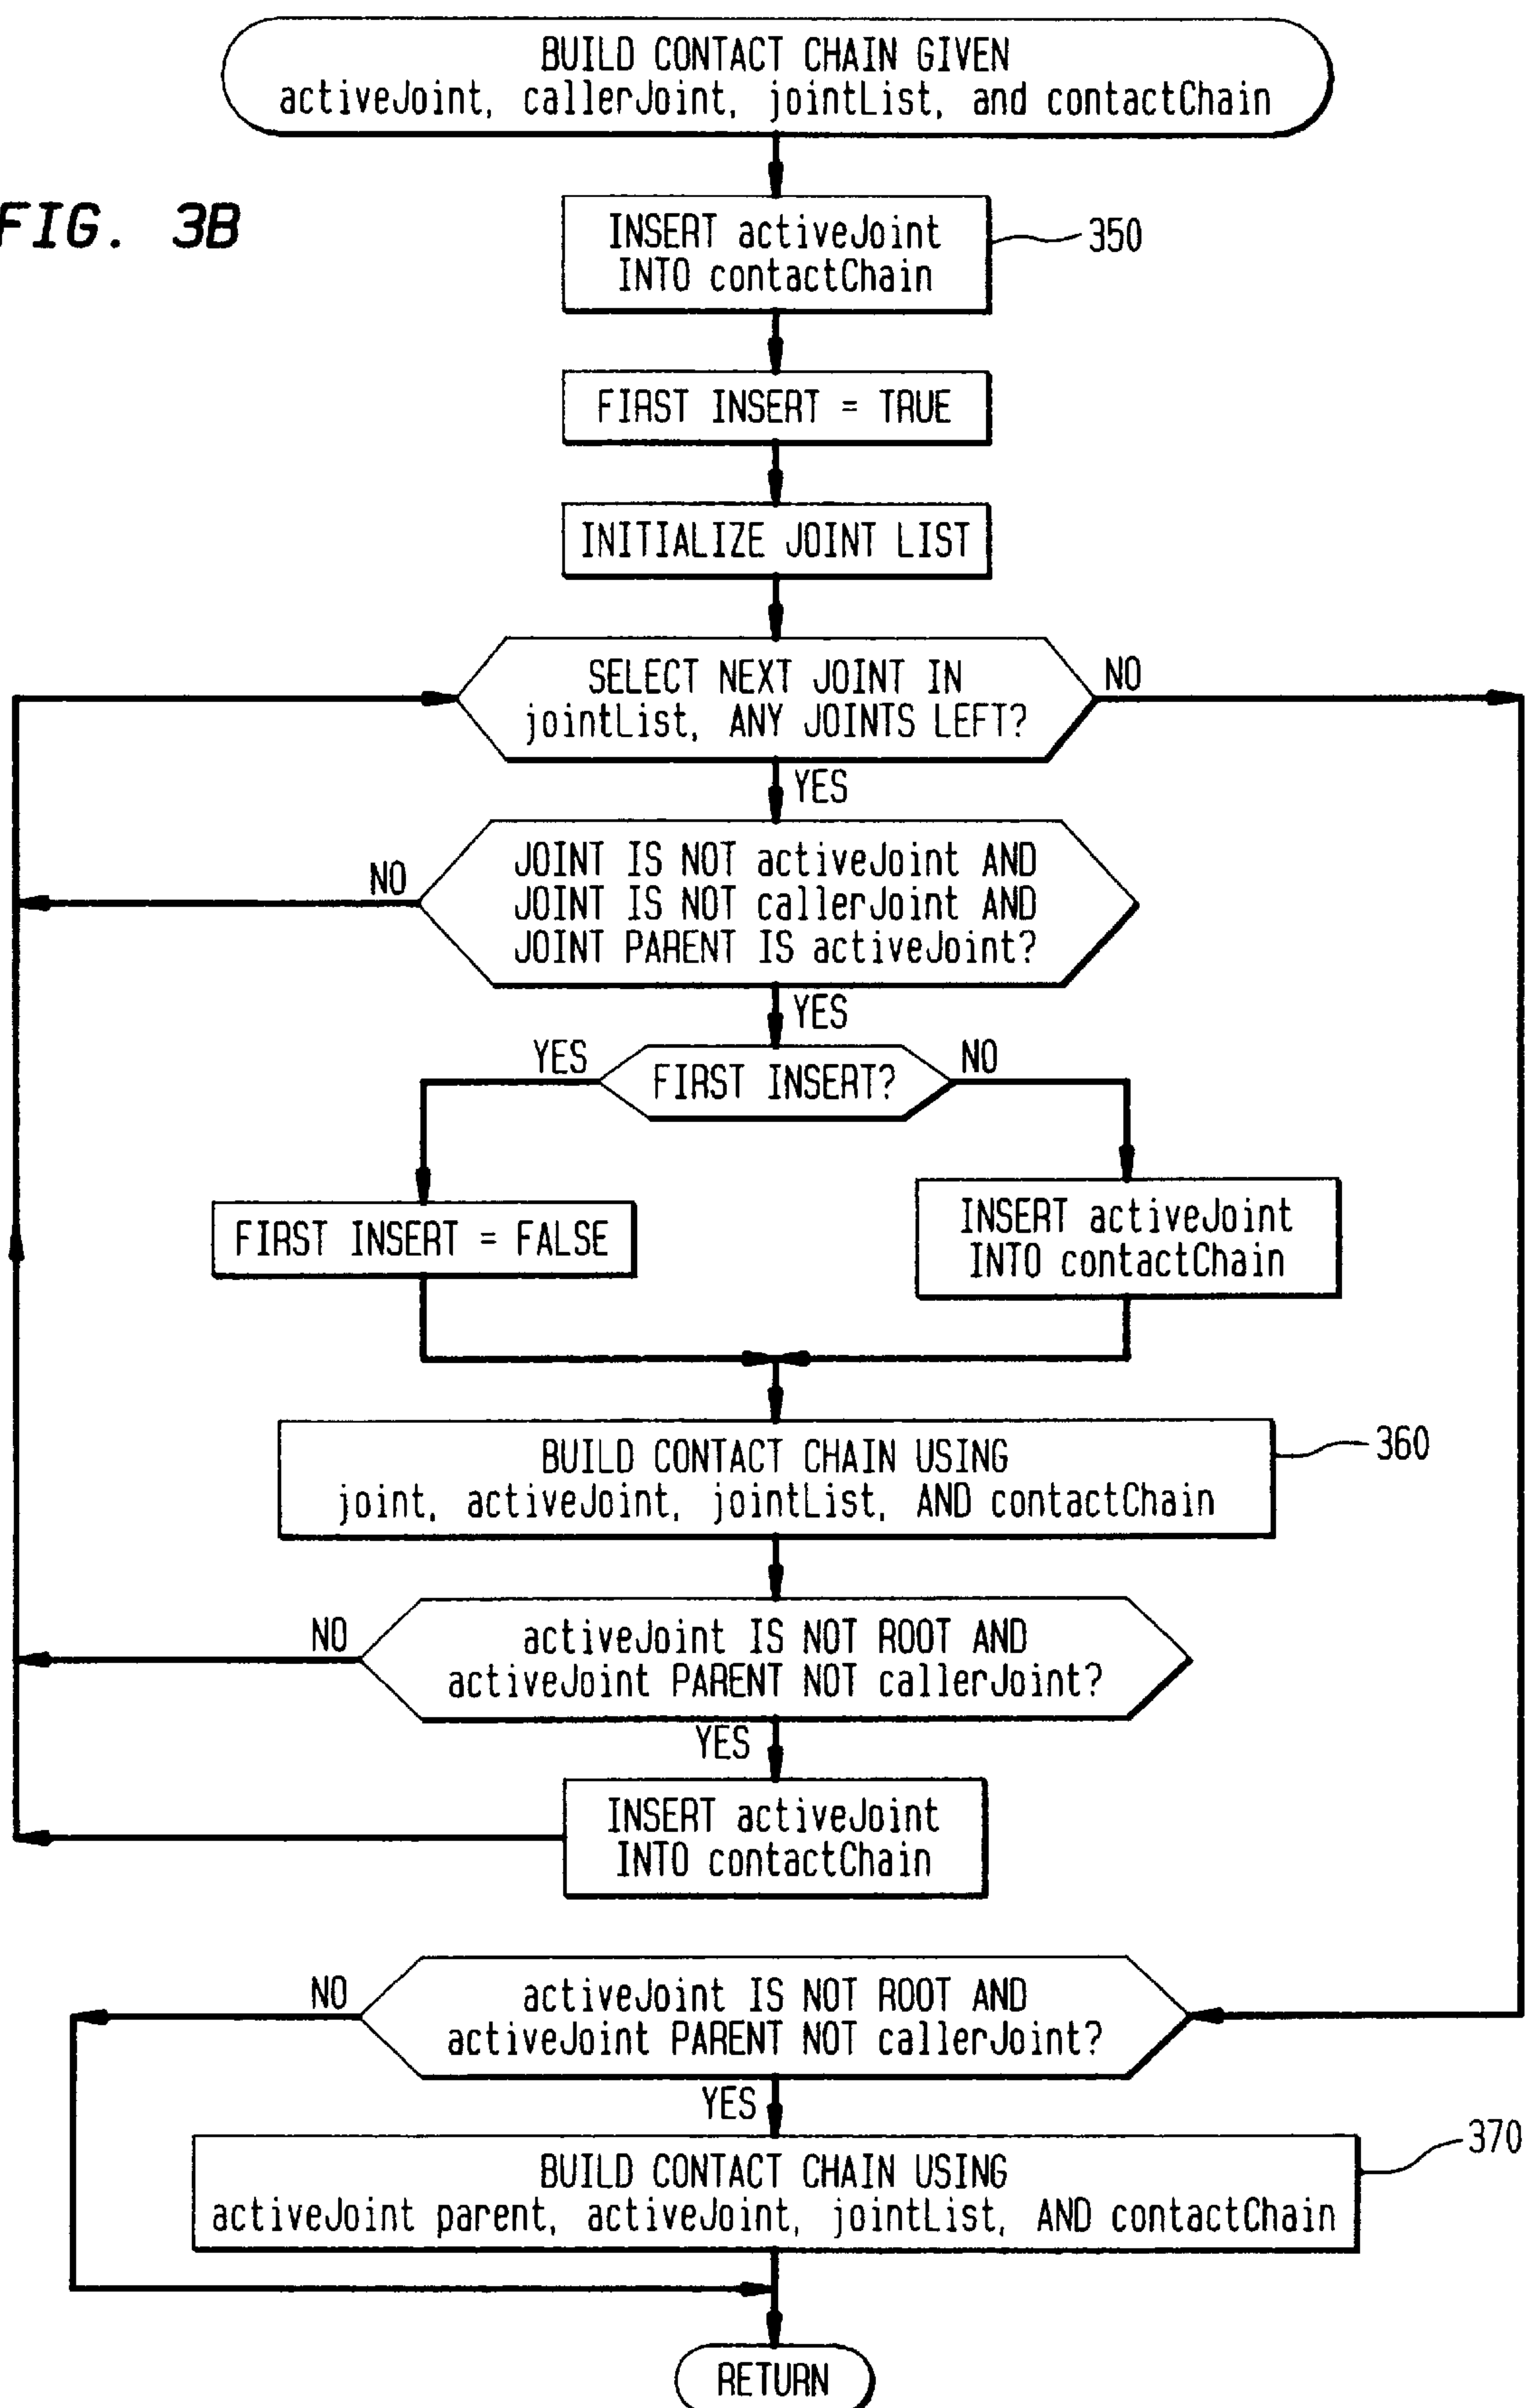 BUILD CONTACT CHAIN GIVEN
activeJoint, callerJoint, jointList, and contactChain
FIG. 3B
INSERT activeJoint
INTO contactChain
350
FIRST INSERT = TRUE
INITIALIZE JOINT LIST
SELECT NEXT JOINT IN
jointList, ANY JOINTS LEFT?
NO
YES
JOINT IS NOT activeJoint AND
JOINT IS NOT callerJoint AND
JOINT PARENT IS activeJoint?
NO
YES
YES
FIRST INSERT?
NO
FIRST INSERT = FALSE
INSERT activeJoint
INTO contactChain
BUILD CONTACT CHAIN USING
joint, activeJoint, jointList, AND contactChain
360
NO
activeJoint IS NOT ROOT AND
activeJoint PARENT NOT callerJoint?
YES
INSERT activeJoint
INTO contactChain
NO
activeJoint IS NOT ROOT AND
activeJoint PARENT NOT callerJoint?
YES
BUILD CONTACT CHAIN USING
activeJoint parent, activeJoint, jointList, AND contactChain
370
RETURN